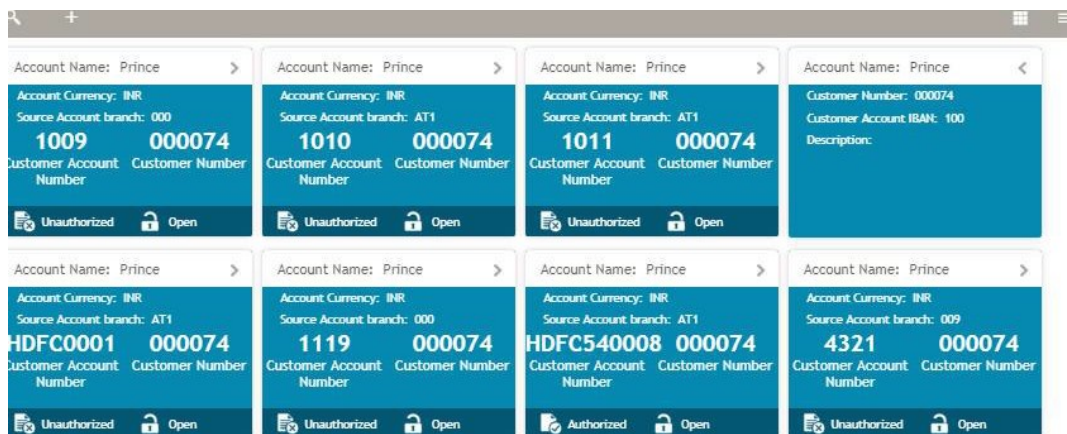 Account Name: Prince
Account Currency: INR
Source Account branch: 000
1009 000074
Customer Account Customer Number
Number
Unauthorized Open
Account Name: Prince
Account Currency: INR
Source Account branch: AT1
1010 000074
Customer Account Customer Number
Number
Unauthorized Open
Account Name: Prince
Account Currency: INR
Source Account branch: AT1
1011 000074
Customer Account Customer Number
Number
Unauthorized Open
Account Name: Prince
Customer Number: 000074
Customer Account IBAN: 100
Description:
Account Name: Prince
Account Currency: INR
Source Account branch: AT1
HDFC0001 000074
Customer Account Customer Number
Number
Unauthorized Open
Account Name: Prince
Account Currency: INR
Source Account branch: 000
1119 000074
Customer Account Customer Number
Number
Unauthorized Open
Account Name: Prince
Account Currency: INR
Source Account branch: AT1
HDFC540008 000074
Customer Account Customer Number
Number
Authorized Open
Account Name: Prince
Account Currency: INR
Source Account branch: 009
4321 000074
Customer Account Customer Number
Number
Unauthorized Open